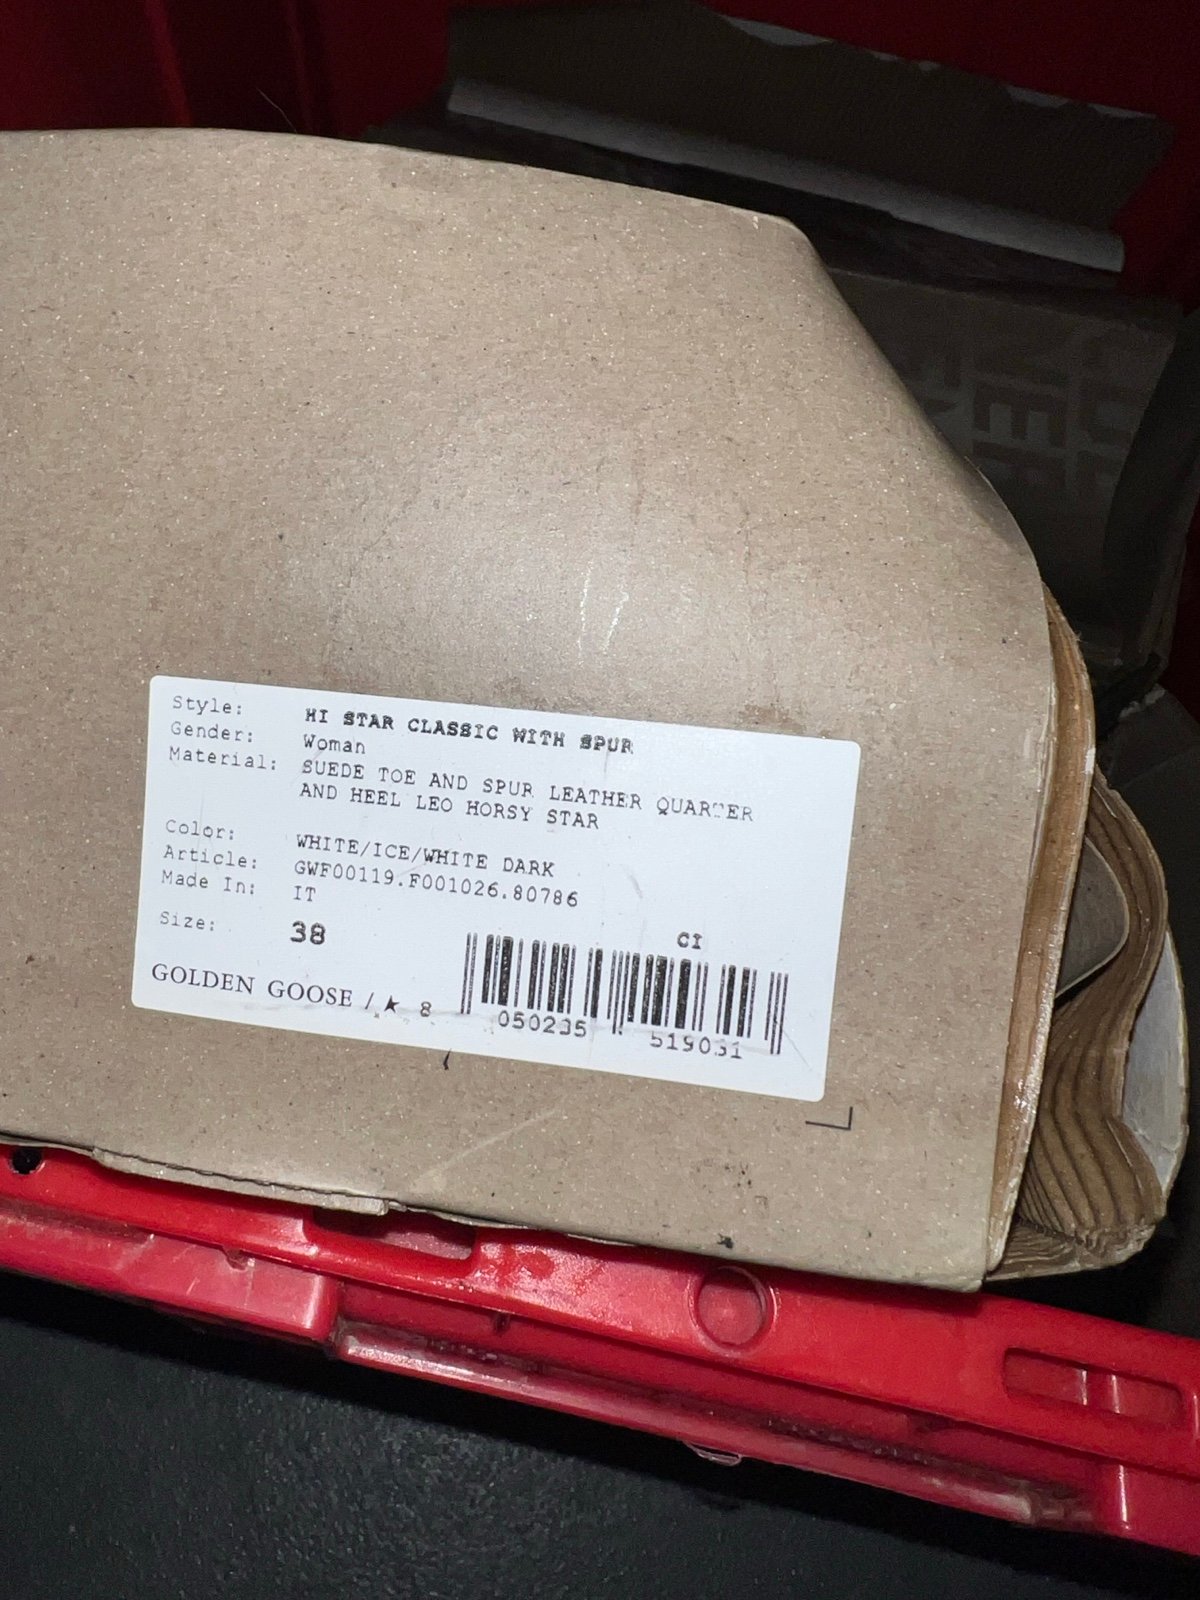 Style: HI STAR CLASSIC WITH SPUR
Gender: Woman
Material: SUEDE TOE AND SPUR LEATHER QUARTER
AND HEEL LEO HORSY STAR
Color: WHITE/ICE/WHITE DARK
Article: GWF00119.F001026.80786
Made In: IT
Size: 38
CI
GOLDEN GOOSE / ★ 8 050235 519031